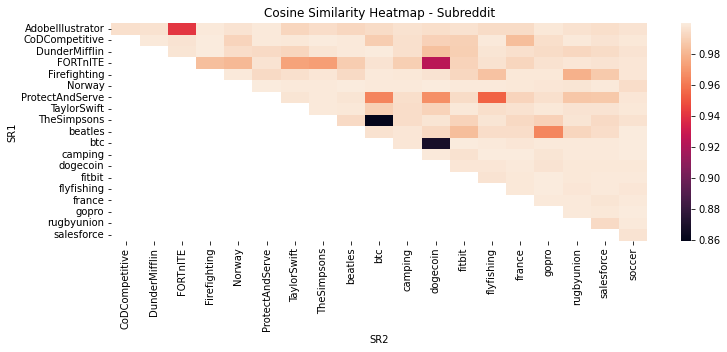 Cosine Similarity Heatmap - Subreddit
SR1
AdobeIllustrator
CoDCompetitive
DunderMifflin
FORTnITE
Firefighting
Norway
ProtectAndServe
TaylorSwift
TheSimpsons
beatles
btc
camping
dogecoin
fitbit
flyfishing
france
gopro
rugbyunion
salesforce
CoDCompetitive
DunderMifflin
FORTnITE
Firefighting
Norway
ProtectAndServe
TaylorSwift
TheSimpsons
beatles
btc
camping
dogecoin
fitbit
flyfishing
france
gopro
rugbyunion
salesforce
soccer
SR2
0.98
0.96
0.94
0.92
0.90
0.88
0.86